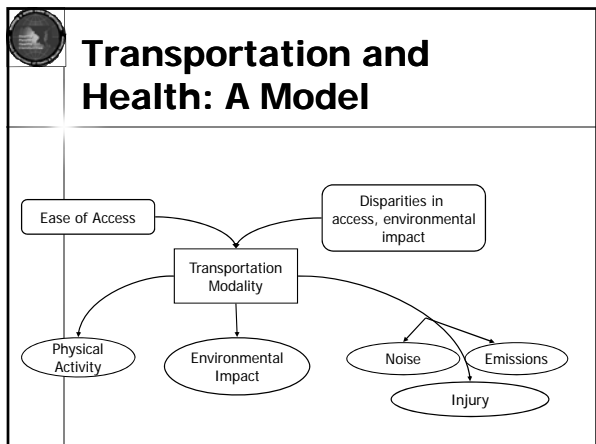 Transportation and
Health: A Model
Ease of Access
Disparities in
access, environmental
impact
Transportation
Modality
Physical
Activity
Environmental
Impact
Noise
Emissions
Injury